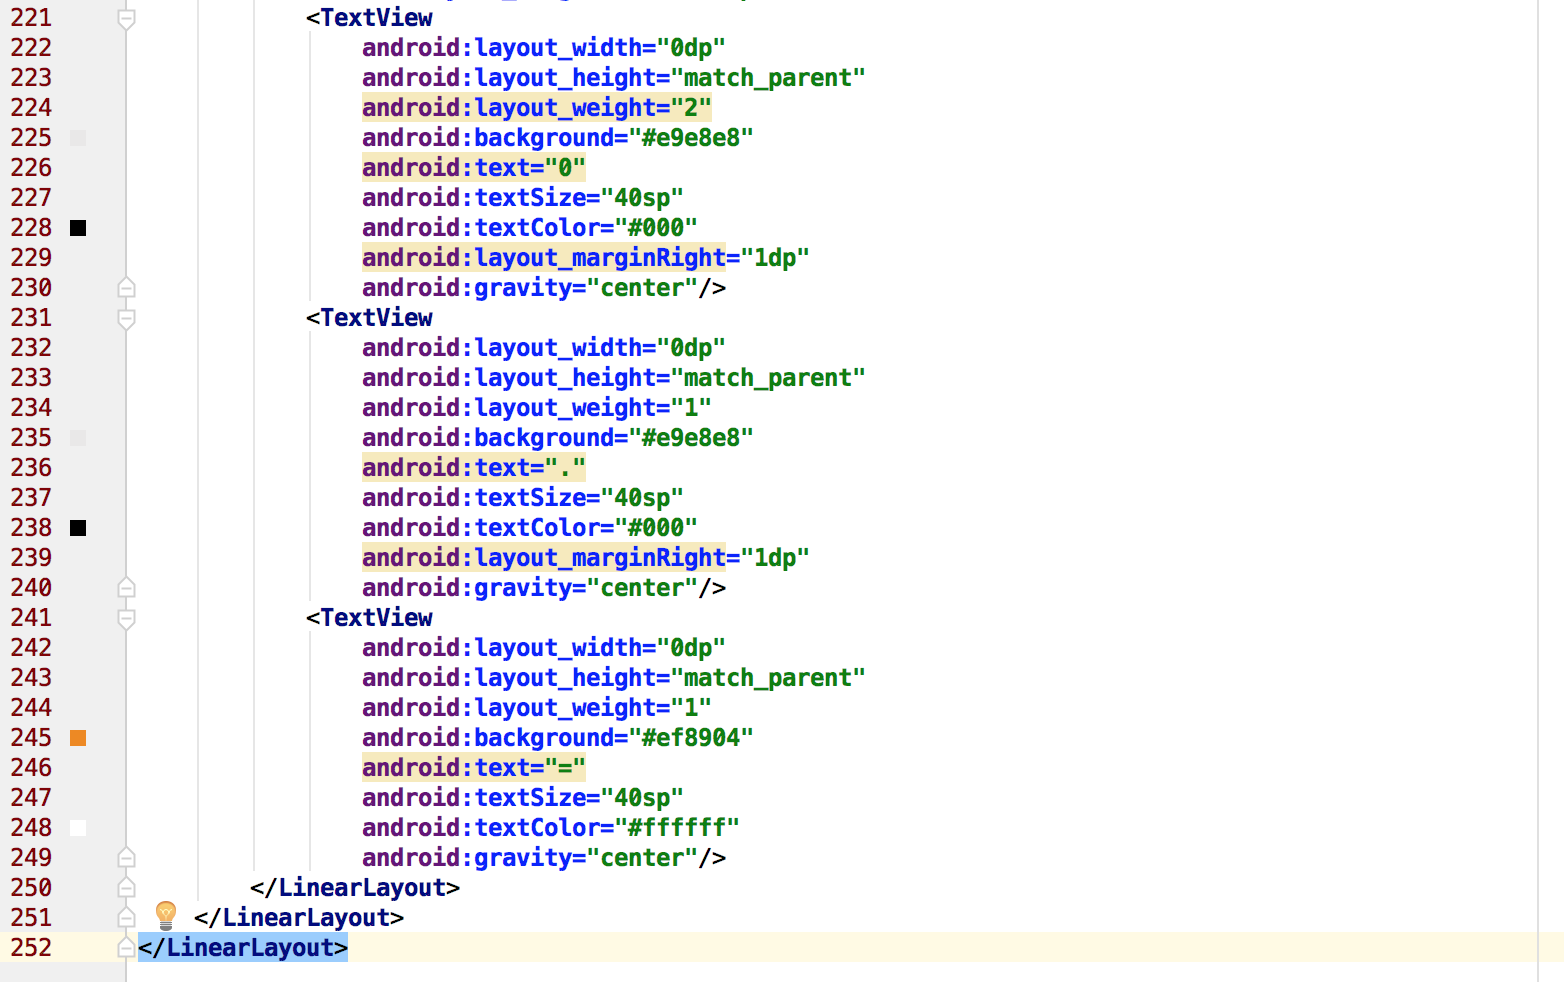 221 <TextView
222 android:layout_width="0dp"
223 android:layout_height="match_parent"
224 android:layout_weight="2"
225 android:background="#e9e8e8"
226 android:text="0"
227 android:textSize="40sp"
228 android:textColor="#000"
229 android:layout_marginRight="1dp"
230 android:gravity="center"/>
231 <TextView
232 android:layout_width="0dp"
233 android:layout_height="match_parent"
234 android:layout_weight="1"
235 android:background="#e9e8e8"
236 android:text="."
237 android:textSize="40sp"
238 android:textColor="#000"
239 android:layout_marginRight="1dp"
240 android:gravity="center"/>
241 <TextView
242 android:layout_width="0dp"
243 android:layout_height="match_parent"
244 android:layout_weight="1"
245 android:background="#ef8904"
246 android:text="="
247 android:textSize="40sp"
248 android:textColor="#ffffff"
249 android:gravity="center"/>
250 </LinearLayout>
251 </LinearLayout>
252 </LinearLayout>